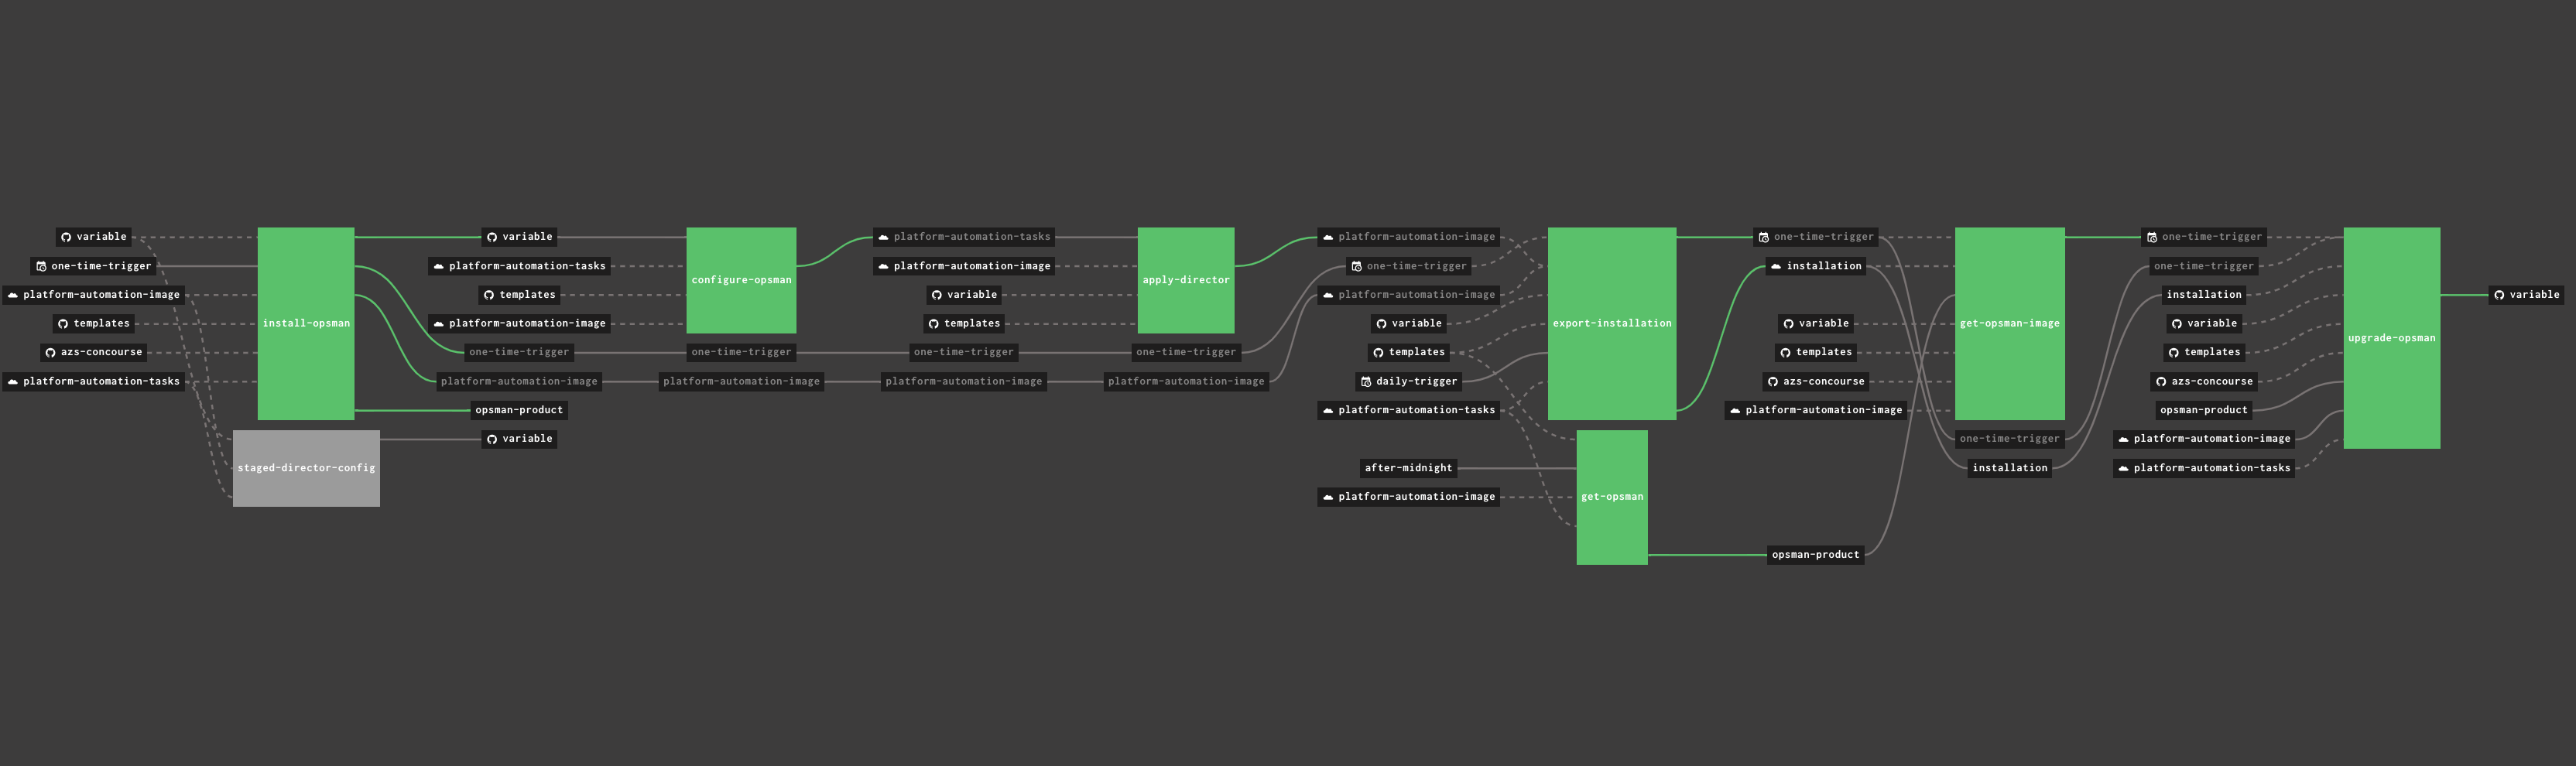 variable
one-time-trigger
platform-automation-image
templates
azs-concourse
platform-automation-tasks
install-opsman
staged-director-config
variable
platform-automation-tasks
templates
platform-automation-image
one-time-trigger
platform-automation-image
opsman-product
variable
configure-opsman
one-time-trigger
platform-automation-image
platform-automation-tasks
platform-automation-image
variable
templates
one-time-trigger
platform-automation-image
apply-director
one-time-trigger
platform-automation-image
platform-automation-image
one-time-trigger
platform-automation-image
variable
templates
daily-trigger
platform-automation-tasks
after-midnight
platform-automation-image
export-installation
get-opsman
one-time-trigger
installation
variable
templates
azs-concourse
platform-automation-image
opsman-product
get-opsman-image
one-time-trigger
installation
one-time-trigger
one-time-trigger
installation
variable
templates
azs-concourse
opsman-product
platform-automation-image
platform-automation-tasks
upgrade-opsman
variable